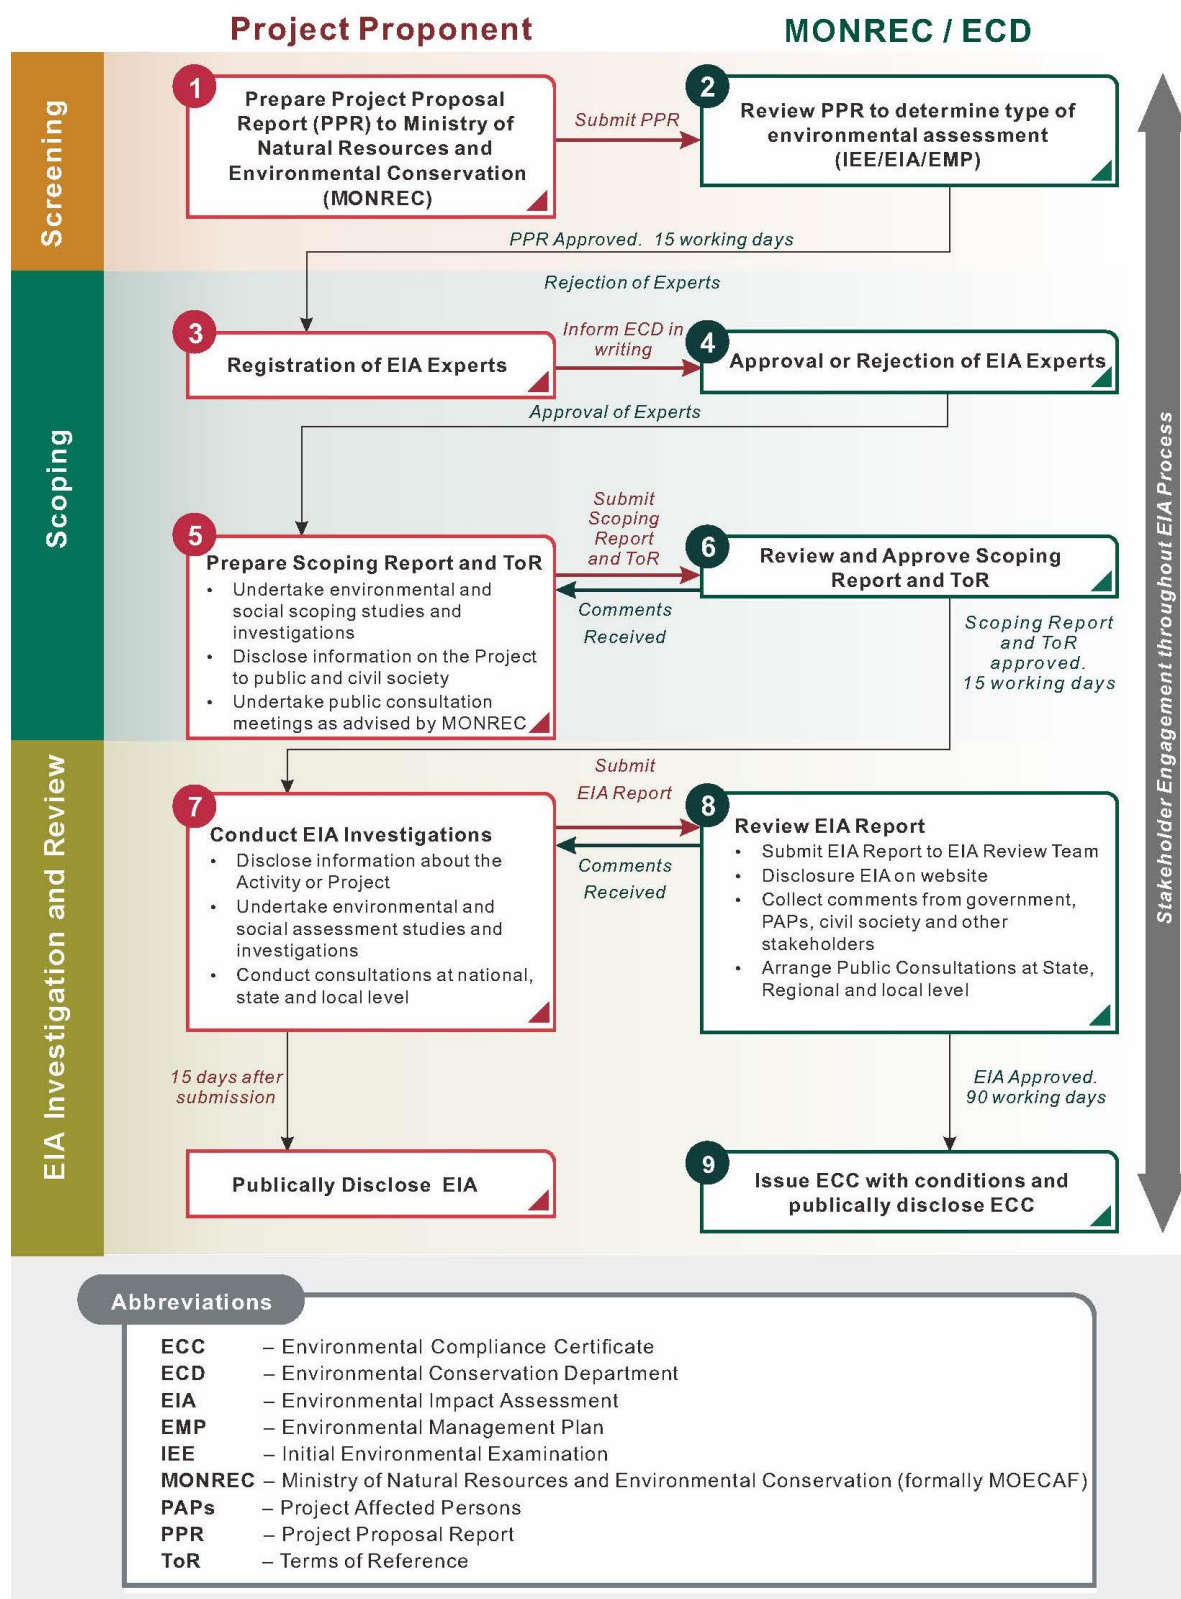 Project Proponent
MONREC / ECD
Screening
1
Prepare Project Proposal
Report (PPR) to Ministry of
Natural Resources and
Environmental Conservation
(MONREC)
Submit PPR
2
Review PPR to determine type of
environmental assessment
(IEE/EIA/EMP)
PPR Approved. 15 working days
Scoping
Rejection of Experts
3
Registration of EIA Experts
Inform ECD in
writing
4
Approval or Rejection of EIA Experts
Approval of Experts
5
Prepare Scoping Report and ToR
• Undertake environmental and
social scoping studies and
investigations
• Disclose information on the Project
to public and civil society
• Undertake public consultation
meetings as advised by MONREC
Submit
Scoping
Report
and ToR
Comments
Received
6
Review and Approve Scoping
Report and ToR
Scoping Report
and ToR
approved.
15 working days
EIA Investigation and Review
7
Conduct EIA Investigations
• Disclose information about the
Activity or Project
• Undertake environmental and
social assessment studies and
investigations
• Conduct consultations at national,
state and local level
Submit
EIA Report
Comments
Received
8
Review EIA Report
• Submit EIA Report to EIA Review Team
• Disclosure EIA on website
• Collect comments from government,
PAPs, civil society and other
stakeholders
• Arrange Public Consultations at State,
Regional and local level
15 days after
submission
EIA Approved.
90 working days
Publically Disclose EIA
9
Issue ECC with conditions and
publically disclose ECC
Stakeholder Engagement throughout EIA Process
Abbreviations
ECC – Environmental Compliance Certificate
ECD – Environmental Conservation Department
EIA – Environmental Impact Assessment
EMP – Environmental Management Plan
IEE – Initial Environmental Examination
MONREC – Ministry of Natural Resources and Environmental Conservation (formally MOECAF)
PAPs – Project Affected Persons
PPR – Project Proposal Report
ToR – Terms of Reference